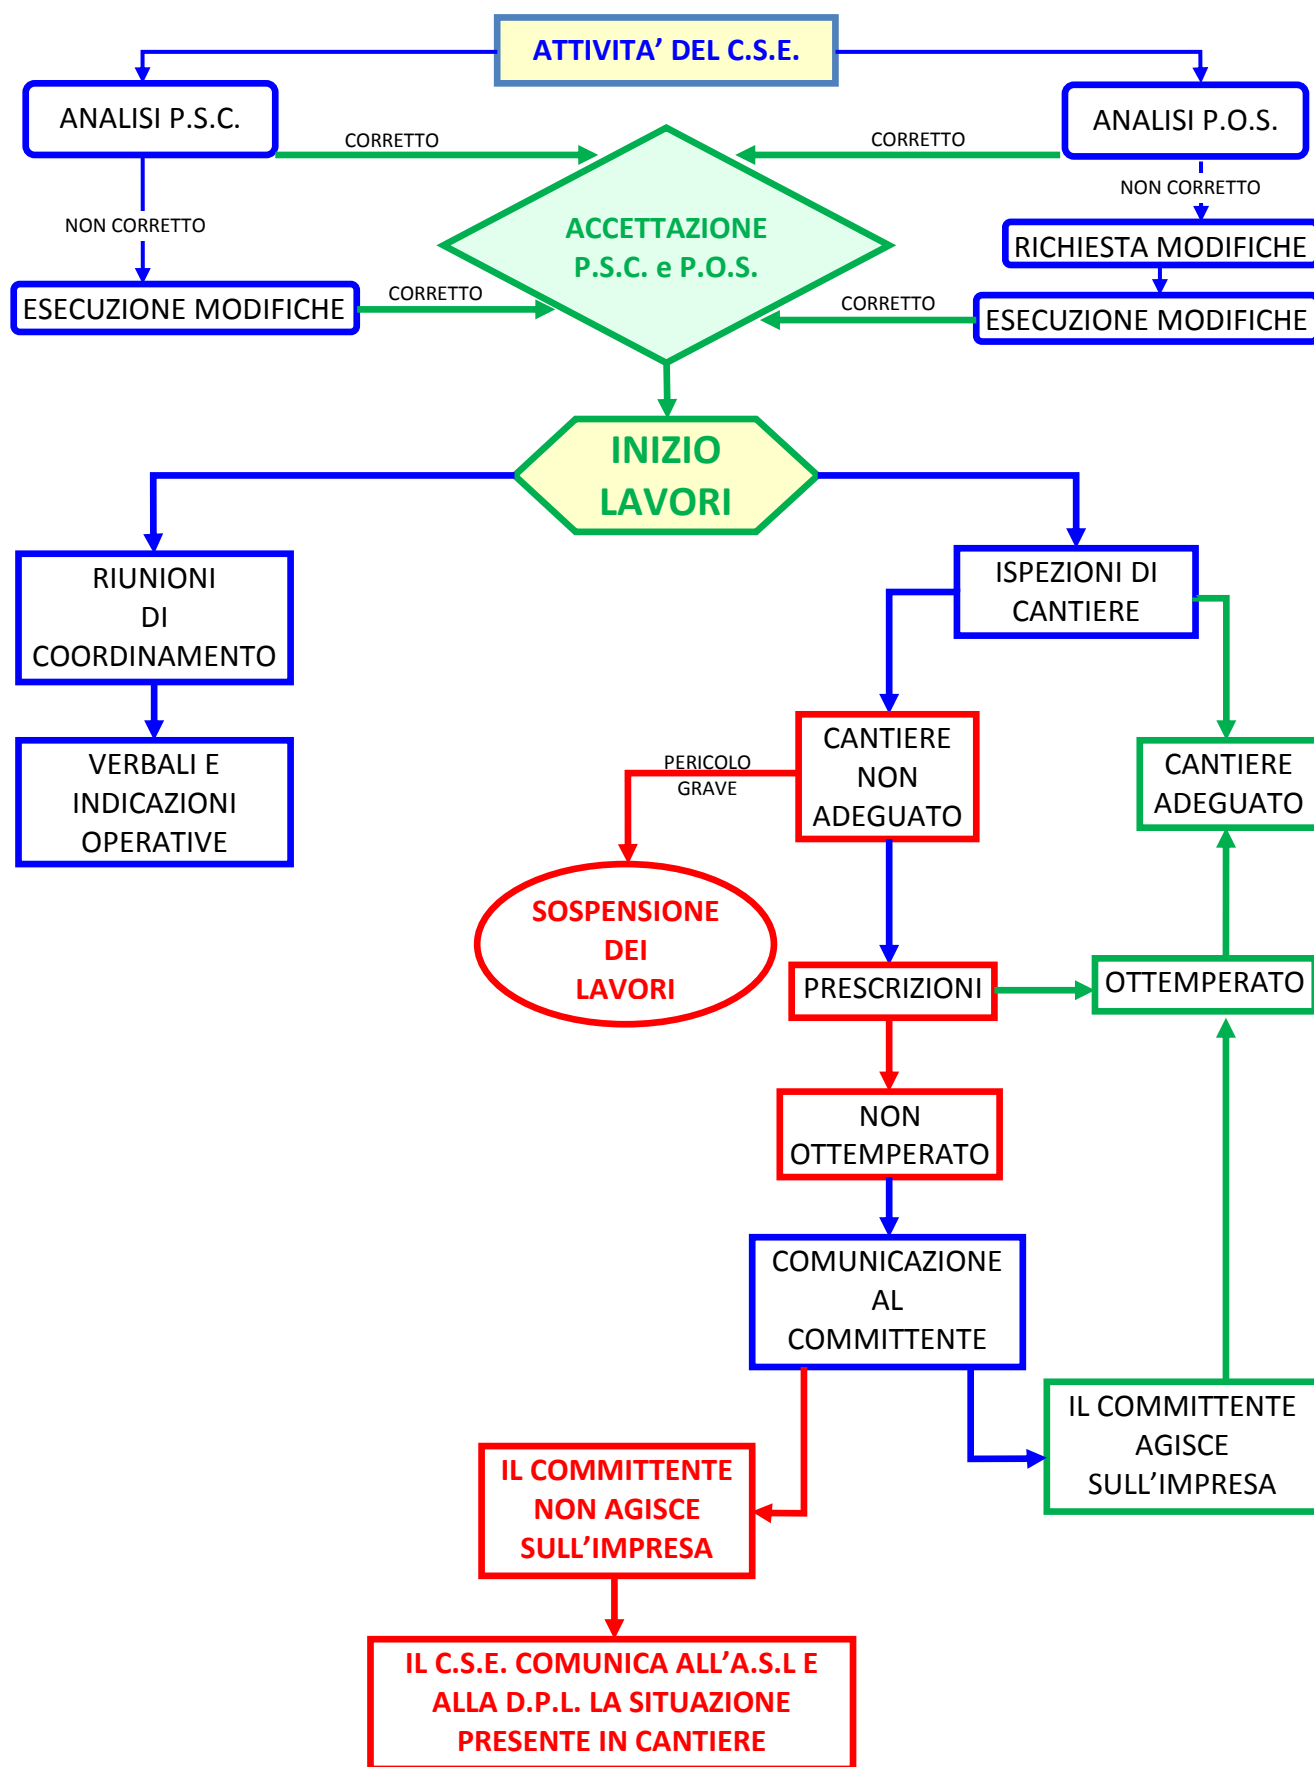 ATTIVITA’ DEL C.S.E.
ANALISI P.S.C.
ANALISI P.O.S.
CORRETTO
CORRETTO
NON CORRETTO
NON CORRETTO
ACCETTAZIONE
P.S.C. e P.O.S.
RICHIESTA MODIFICHE
ESECUZIONE MODIFICHE
CORRETTO
CORRETTO
ESECUZIONE MODIFICHE
INIZIO
LAVORI
RIUNIONI
DI
COORDINAMENTO
ISPEZIONI DI
CANTIERE
VERBALI E
INDICAZIONI
OPERATIVE
PERICOLO
GRAVE
CANTIERE
NON
ADEGUATO
CANTIERE
ADEGUATO
SOSPENSIONE
DEI
LAVORI
PRESCRIZIONI
OTTEMPERATO
NON
OTTEMPERATO
COMUNICAZIONE
AL
COMMITTENTE
IL COMMITTENTE
AGISCE
SULL’IMPRESA
IL COMMITTENTE
NON AGISCE
SULL’IMPRESA
IL C.S.E. COMUNICA ALL’A.S.L E
ALLA D.P.L. LA SITUAZIONE
PRESENTE IN CANTIERE